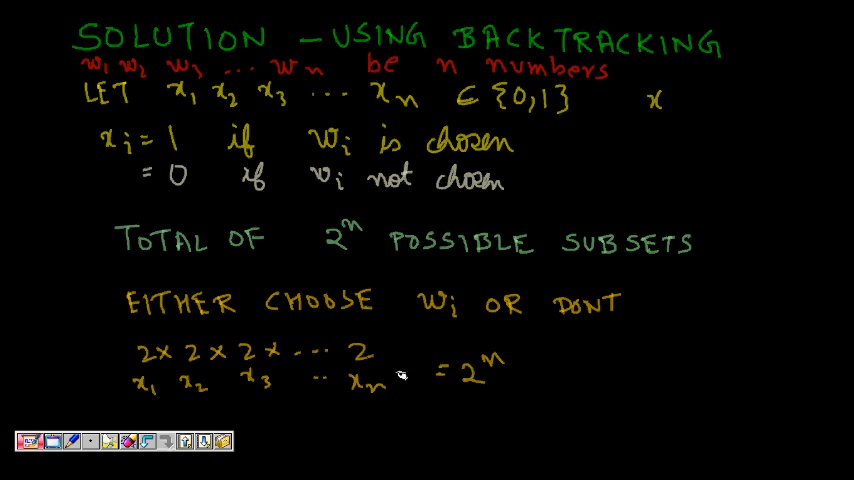 SOLUTION - USING BACKTRACKING
w₁ w₂ w₃ ... wn be n numbers
LET x₁ x₂ x₃ ... xn ∈ {0,1} x
xi = 1 if wi is chosen
= 0 if wi not chosen
TOTAL OF 2ⁿ POSSIBLE SUBSETS
EITHER CHOOSE wi OR DONT
2 x 2 x 2 x ... 2
x₁ x₂ x₃ .. xn = 2ⁿ